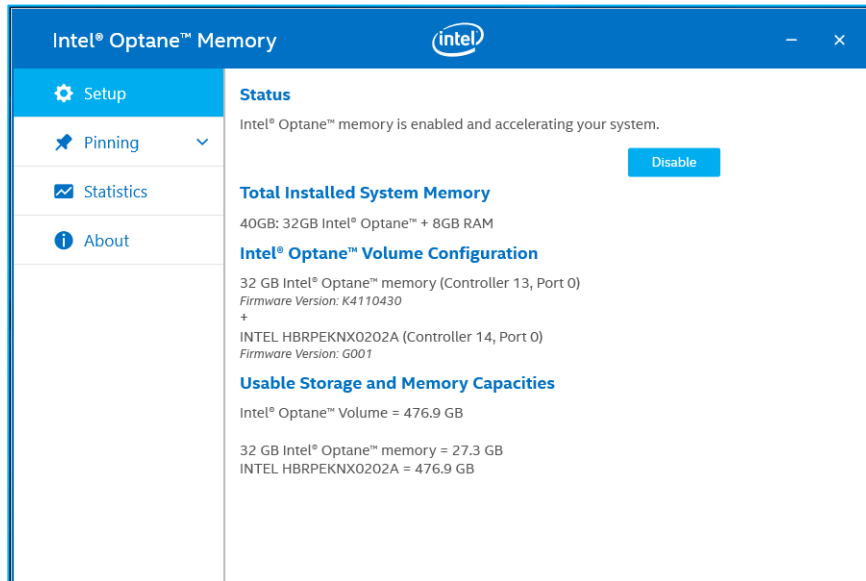 Intel® Optane™ Memory
intel
Setup
Pinning
Statistics
About
Status
Intel® Optane™ memory is enabled and accelerating your system.
Disable
Total Installed System Memory
40GB: 32GB Intel® Optane™ + 8GB RAM
Intel® Optane™ Volume Configuration
32 GB Intel® Optane™ memory (Controller 13, Port 0)
Firmware Version: K4110430
+
INTEL HBRPEKNX0202A (Controller 14, Port 0)
Firmware Version: G001
Usable Storage and Memory Capacities
Intel® Optane™ Volume = 476.9 GB
32 GB Intel® Optane™ memory = 27.3 GB
INTEL HBRPEKNX0202A = 476.9 GB